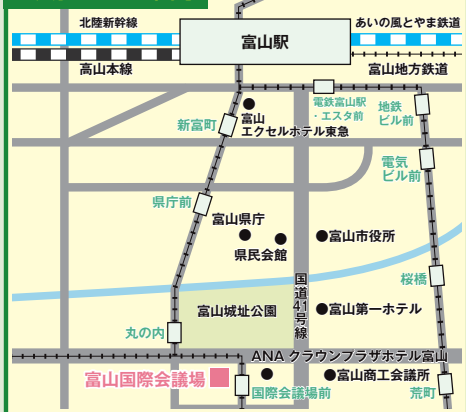 北陸新幹線
あいの風とやま鉄道
富山駅
高山本線
富山地方鉄道
電鉄富山駅
・エスタ前
地鉄
ビル前
新富町
富山
エクセルホテル東急
電気
ビル前
県庁前
富山県庁
県民会館
富山市役所
国道41号線
桜橋
富山城址公園
富山第一ホテル
丸の内
ANA クラウンプラザホテル富山
富山国際会議場
国際会議場前
富山商工会議所
荒町